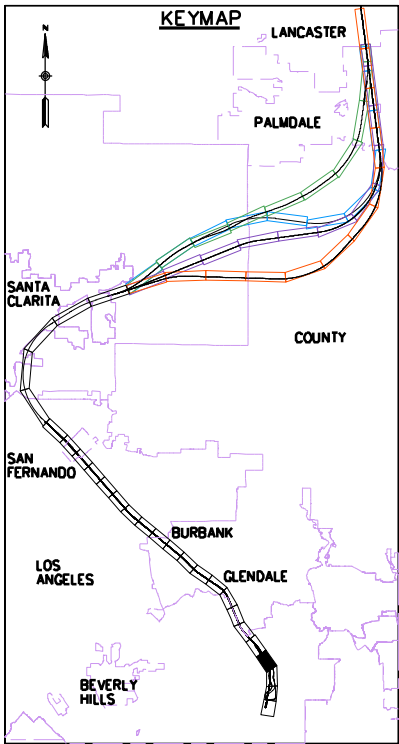 KEYMAP
N
LANCASTER
PALMDALE
SANTA
CLARITA
COUNTY
SAN
FERNANDO
BURBANK
LOS
ANGELES
GLENDALE
BEVERLY
HILLS